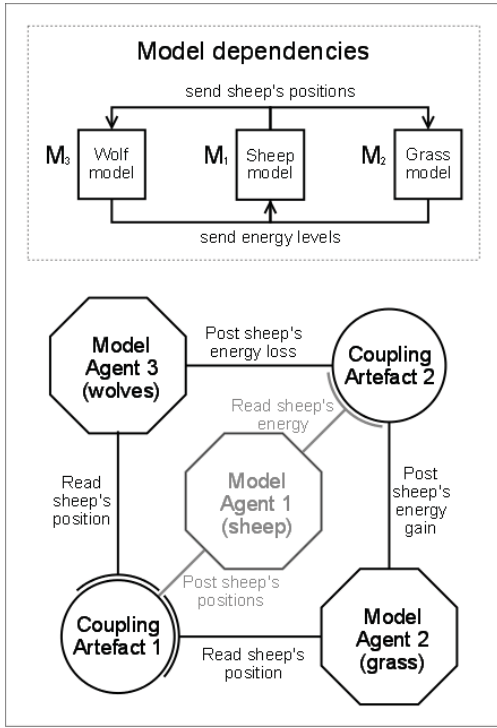 Model dependencies
send sheep's positions
M3
Wolf
model
M1
Sheep
model
M2
Grass
model
send energy levels
Model
Agent 3
(wolves)
Post sheep's
energy loss
Coupling
Artefact 2
Read sheep's
energy
Read
sheep's
position
Model
Agent 1
(sheep)
Post
sheep's
energy
gain
Post sheep's
positions
Coupling
Artefact 1
Read sheep's
position
Model
Agent 2
(grass)